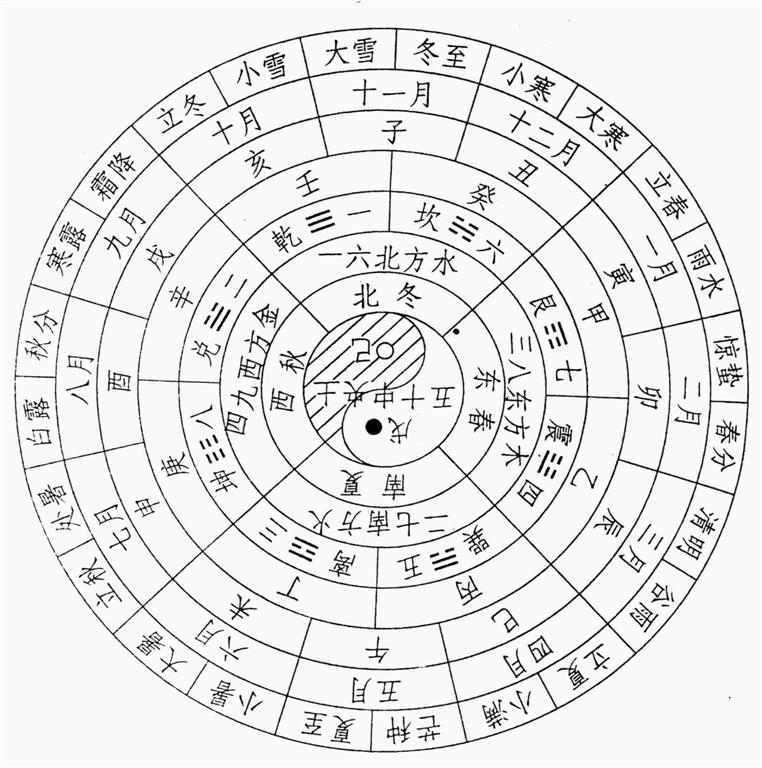 冬至
小寒
大寒
立春
雨水
惊蛰
春分
清明
谷雨
立夏
小满
芒种
夏至
小暑
大暑
立秋
处暑
白露
秋分
寒露
霜降
立冬
小雪
大雪
十一月
十二月
一月
二月
三月
四月
五月
六月
七月
八月
九月
十月
子
丑
寅
卯
辰
巳
午
未
申
酉
戌
亥
壬
癸
甲
乙
丙
丁
庚
辛
乾☰一
坎☵六
艮☶七
震☳四
巽☴五
离☲三
坤☷八
兑☱二
一六北方水
三八东方木
二七南方火
四九西方金
北冬
东春
南夏
西秋
己
五十中央土
戊